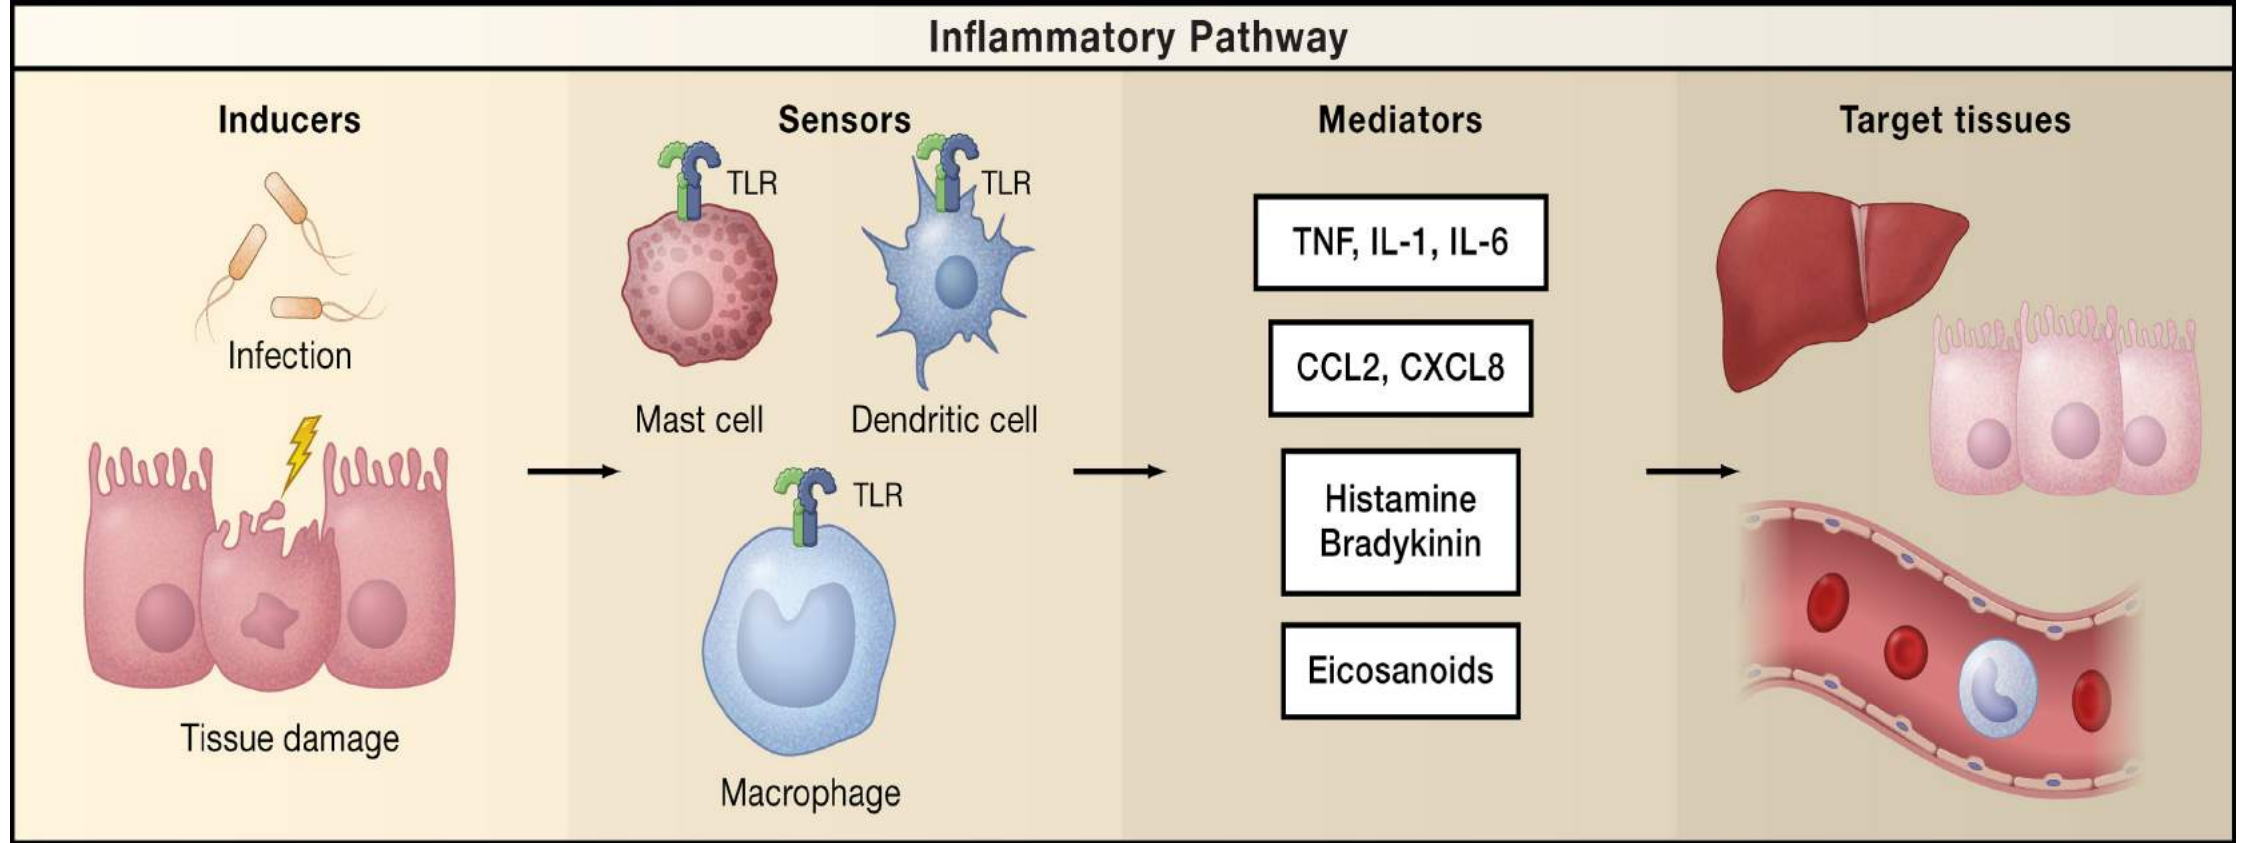 Inflammatory Pathway
Inducers
Infection
Tissue damage
Sensors
TLR
TLR
Mast cell
Dendritic cell
TLR
Macrophage
Mediators
TNF, IL-1, IL-6
CCL2, CXCL8
Histamine
Bradykinin
Eicosanoids
Target tissues